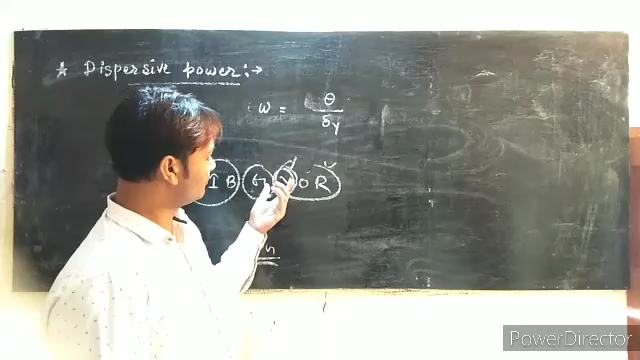 * Dispersive power :→
ω = θ / δy
I B G Y O R
PowerDirector